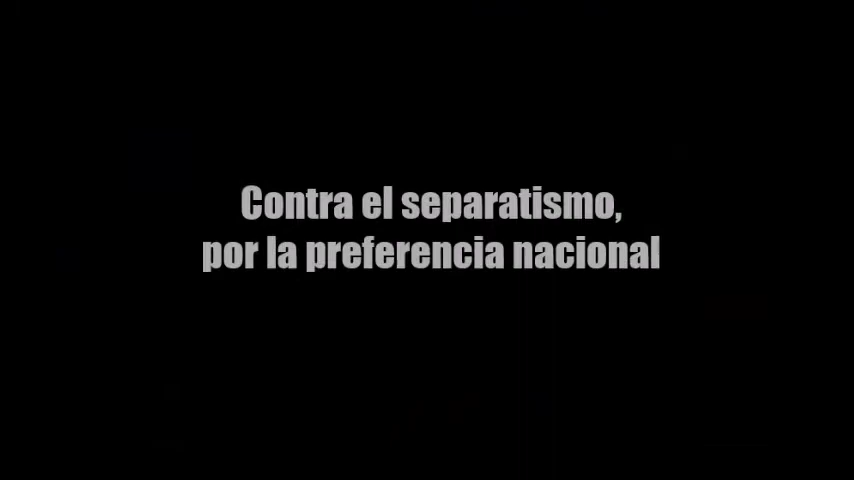 Contra el separatismo,
por la preferencia nacional